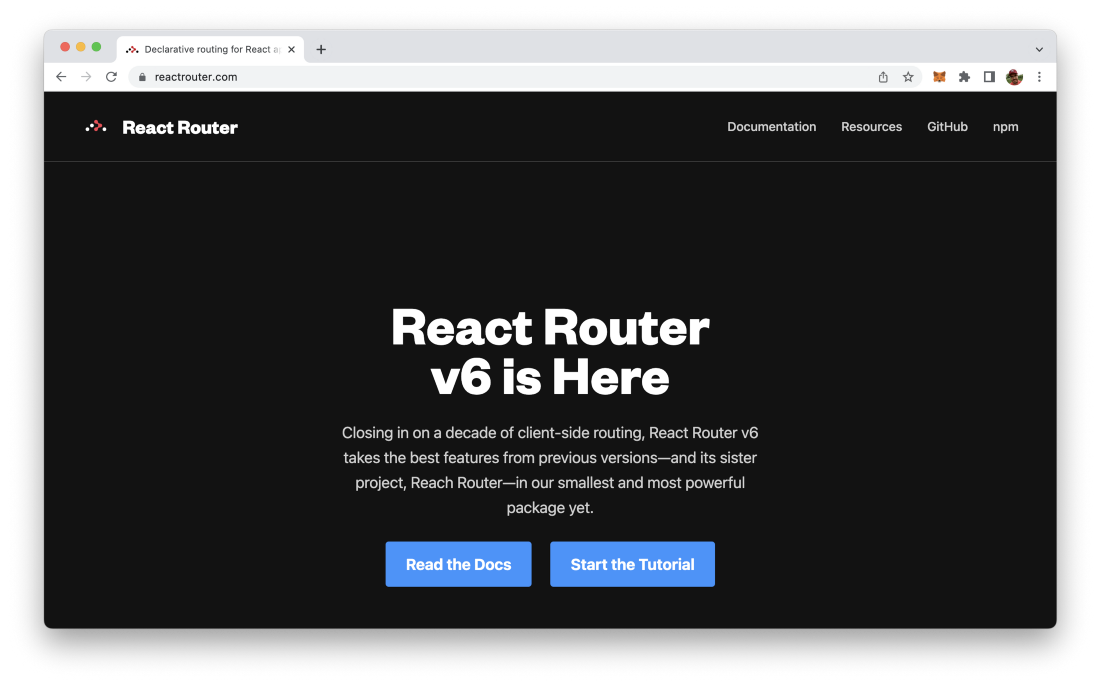 Declarative routing for React a
reactrouter.com
React Router
Documentation
Resources
GitHub
npm
React Router
v6 is Here
Closing in on a decade of client-side routing, React Router v6
takes the best features from previous versions—and its sister
project, Reach Router—in our smallest and most powerful
package yet.
Read the Docs
Start the Tutorial